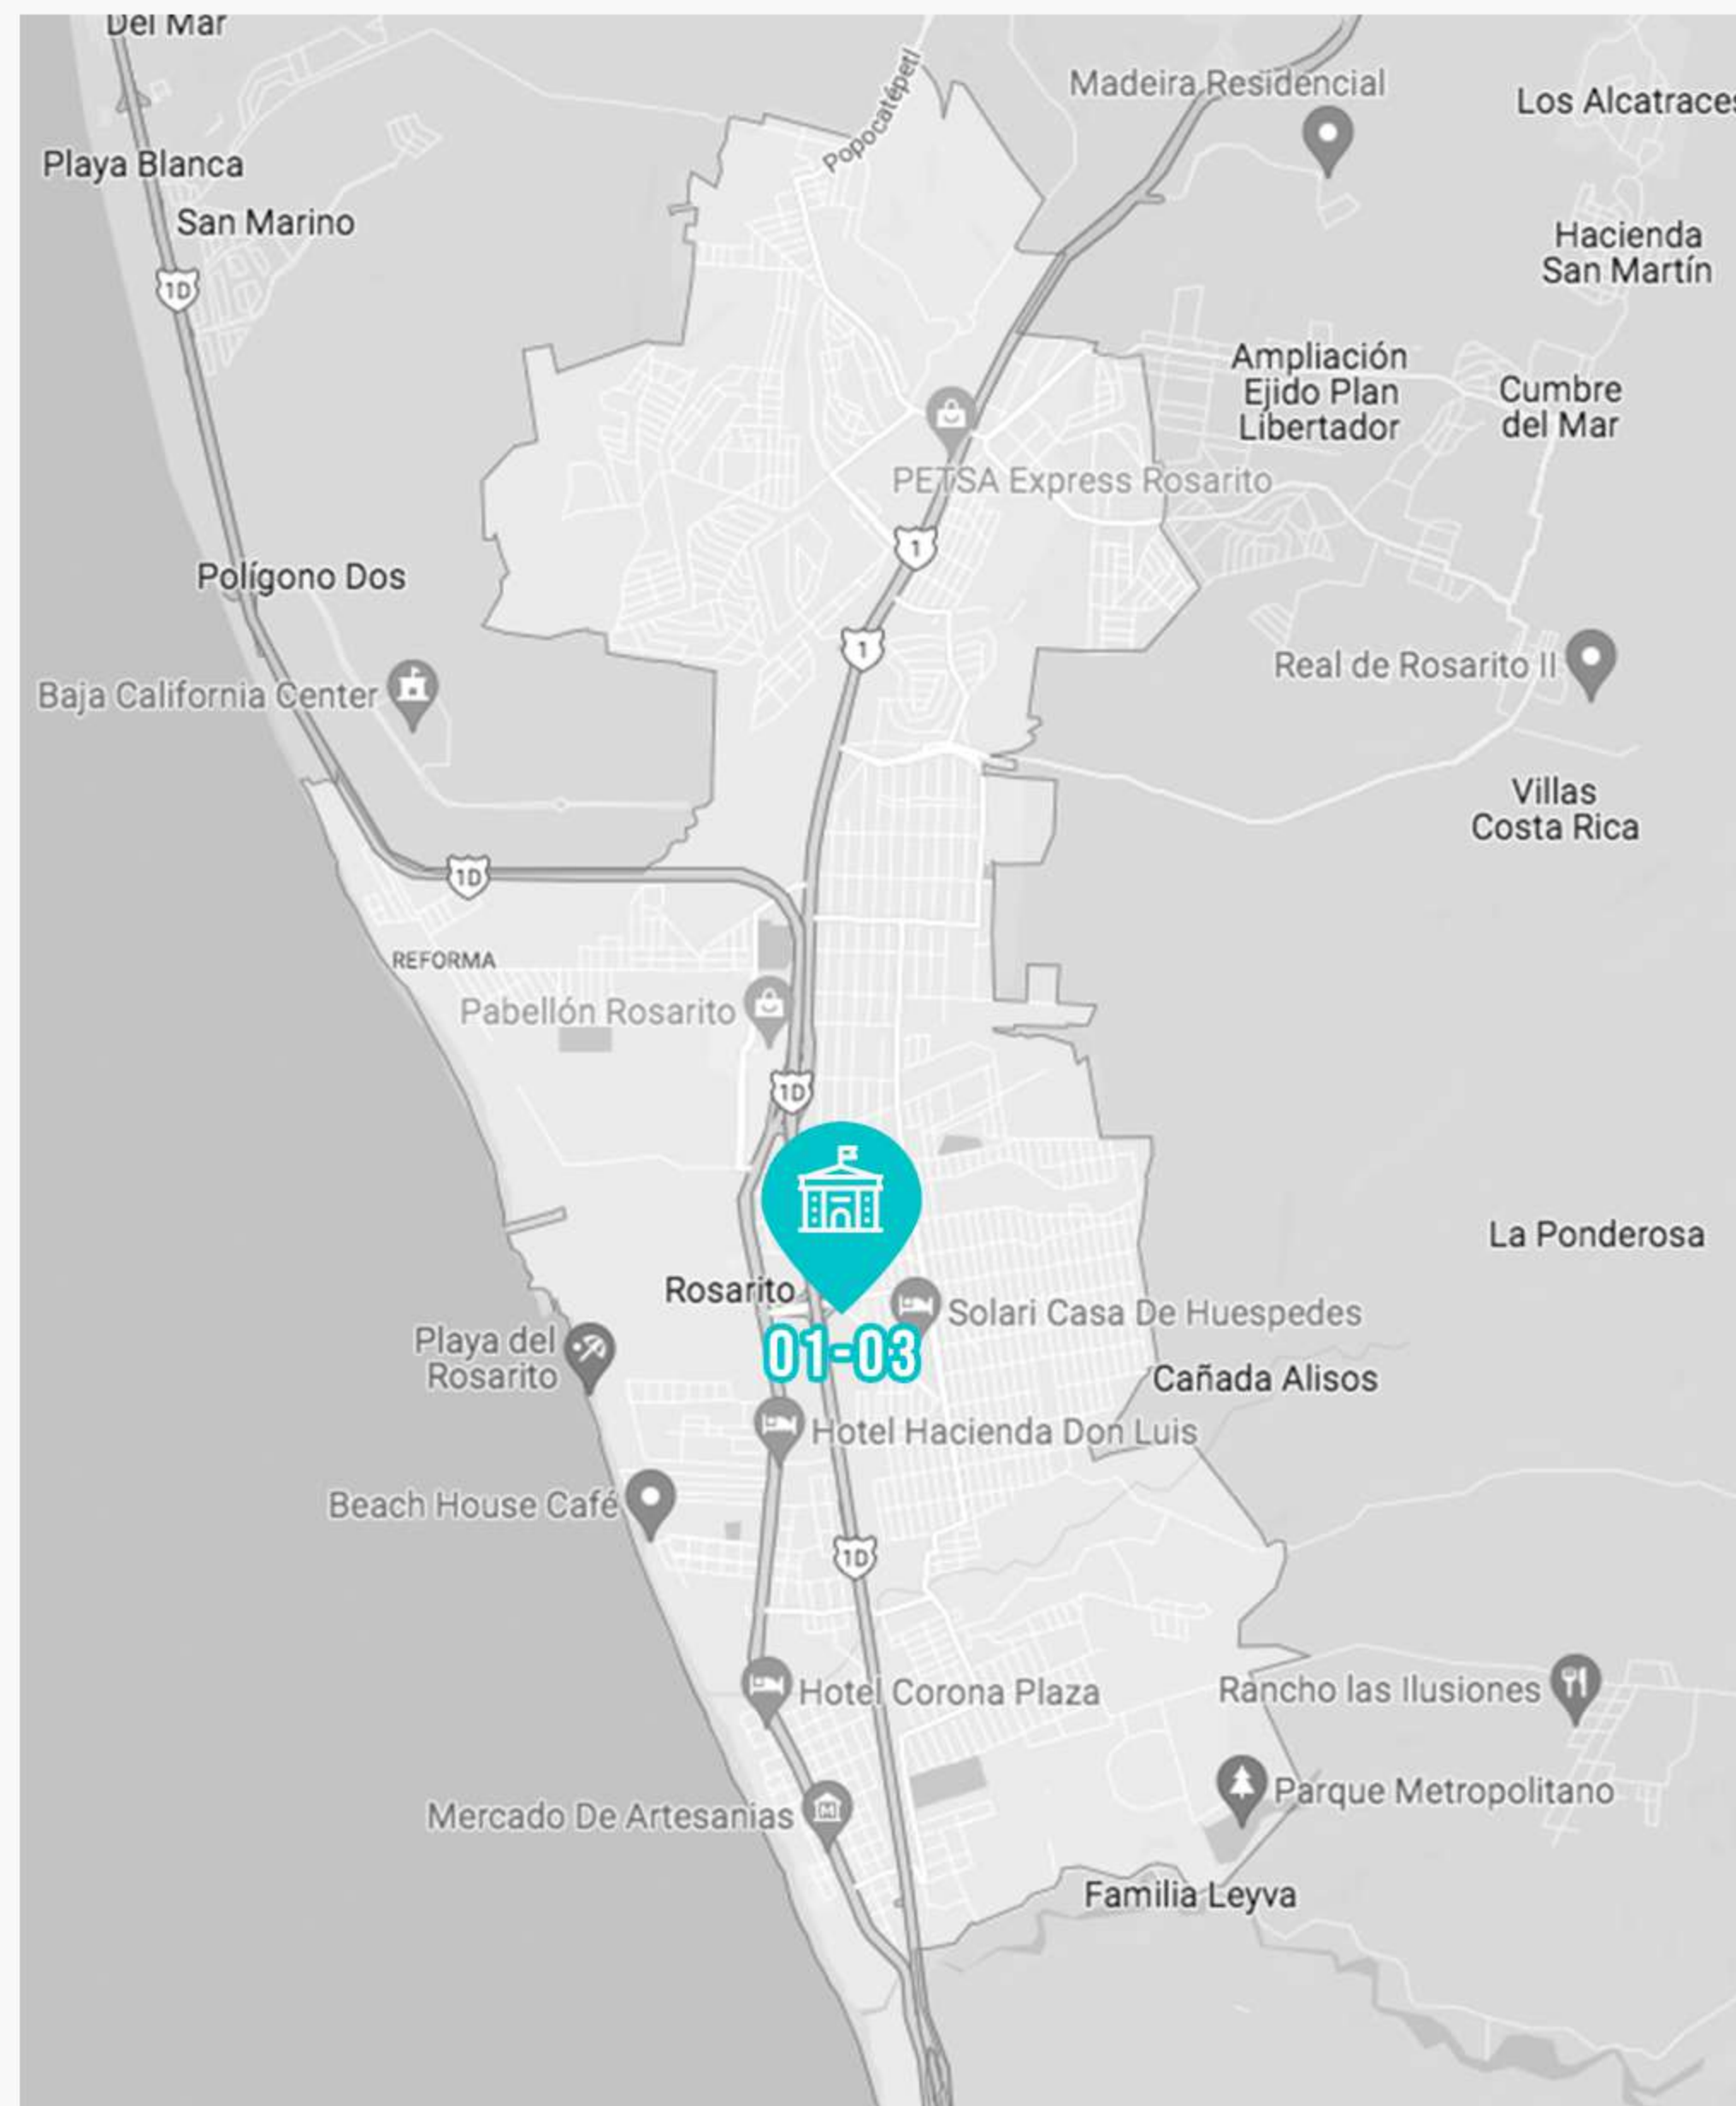 Del Mar
Popocatépetl
Madeira Residencial
Los Alcatraces
Playa Blanca
San Marino
Hacienda
San Martín
1D
Ampliación
Ejido Plan
Libertador
Cumbre
del Mar
PETSA Express Rosarito
1
Polígono Dos
1
Real de Rosarito II
Baja California Center
Villas
Costa Rica
1D
REFORMA
Pabellón Rosarito
1D
La Ponderosa
Rosarito
Solari Casa De Huespedes
01-03
Playa del
Rosarito
Cañada Alisos
Hotel Hacienda Don Luis
Beach House Café
1D
Hotel Corona Plaza
Rancho las Ilusiones
Parque Metropolitano
Mercado De Artesanias
Familia Leyva